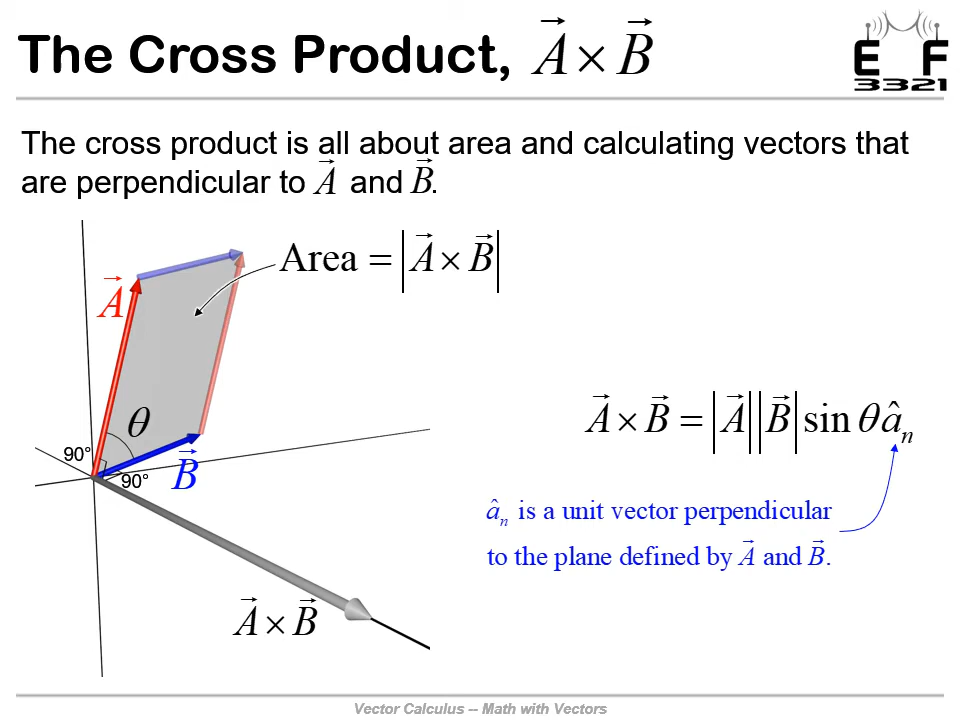 The Cross Product, A⃗ × B⃗
E F
3321
The cross product is all about area and calculating vectors that
are perpendicular to A⃗ and B⃗.
Area = |A⃗ × B⃗|
A⃗
θ
90°
90°
B⃗
A⃗ × B⃗ = |A⃗||B⃗| sin θ âₙ
âₙ is a unit vector perpendicular
to the plane defined by A⃗ and B⃗.
A⃗ × B⃗
Vector Calculus -- Math with Vectors